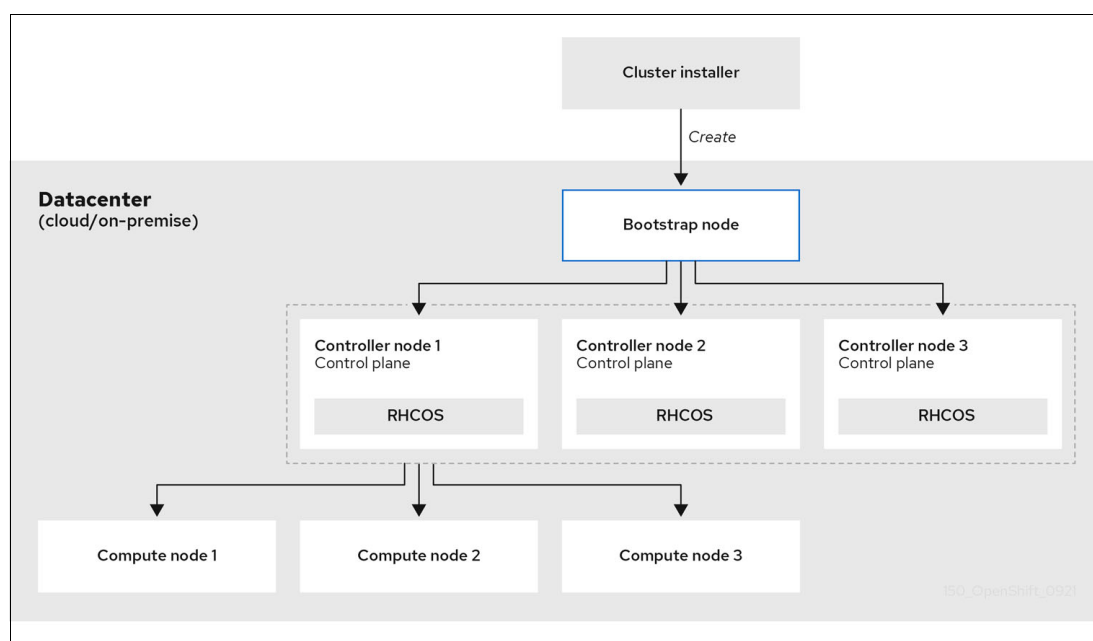 Cluster installer
Create
Datacenter
(cloud/on-premise)
Bootstrap node
Controller node 1
Control plane
RHCOS
Controller node 2
Control plane
RHCOS
Controller node 3
Control plane
RHCOS
Compute node 1
Compute node 2
Compute node 3
150_OpenShift_0921